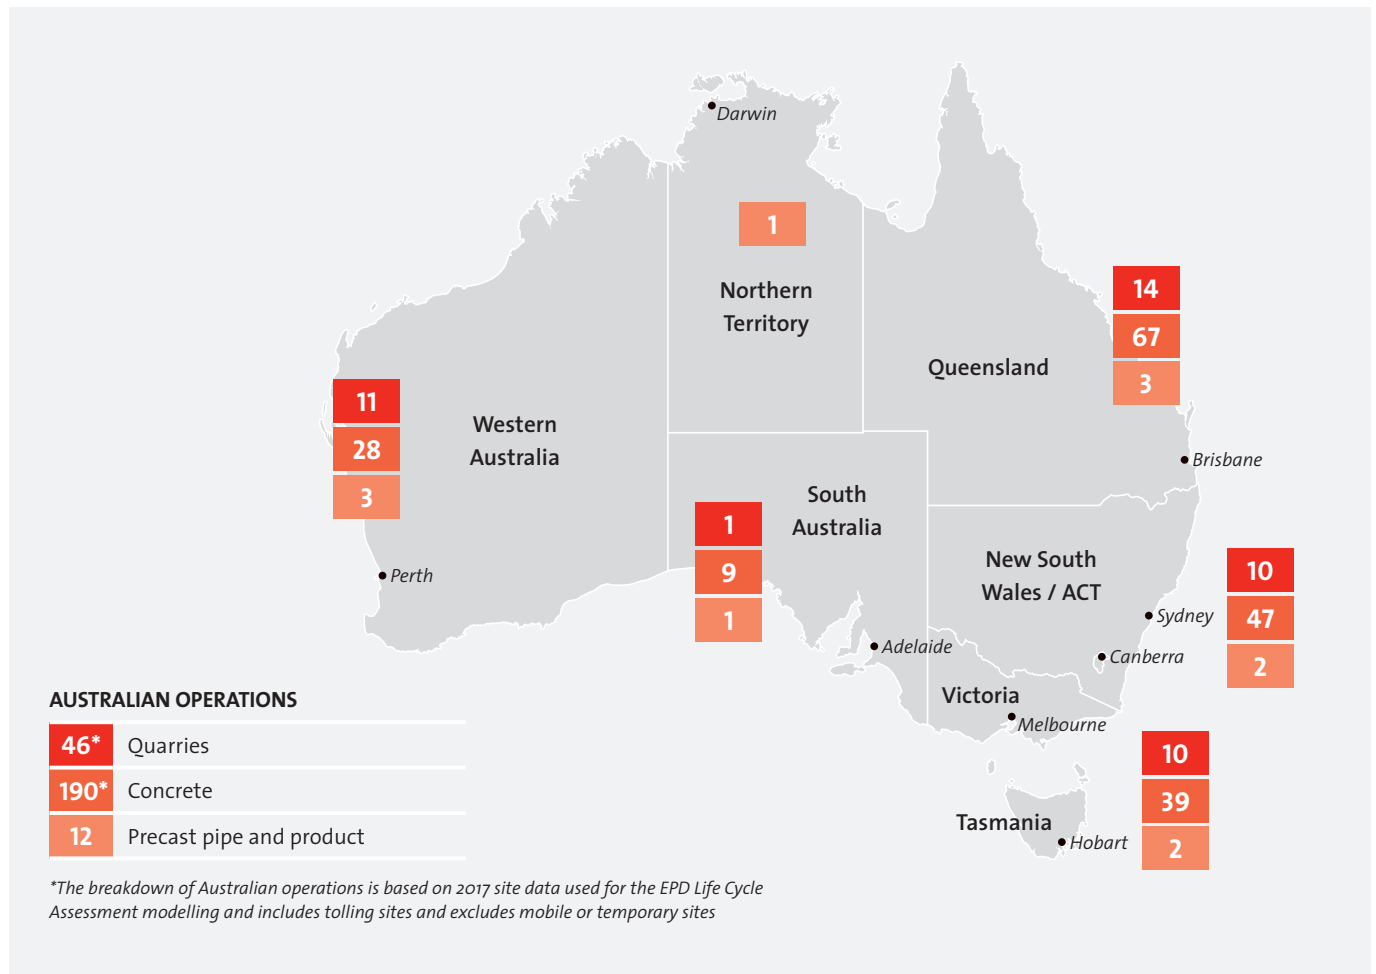 Darwin
1
Northern
Territory
14
67
3
Queensland
11
28
3
Western
Australia
Brisbane
South
Australia
1
9
1
New South
Wales / ACT
10
47
2
Perth
Sydney
Adelaide
Canberra
Victoria
Melbourne
10
39
2
Tasmania
Hobart
AUSTRALIAN OPERATIONS
46* Quarries
190* Concrete
12 Precast pipe and product
*The breakdown of Australian operations is based on 2017 site data used for the EPD Life Cycle
Assessment modelling and includes tolling sites and excludes mobile or temporary sites